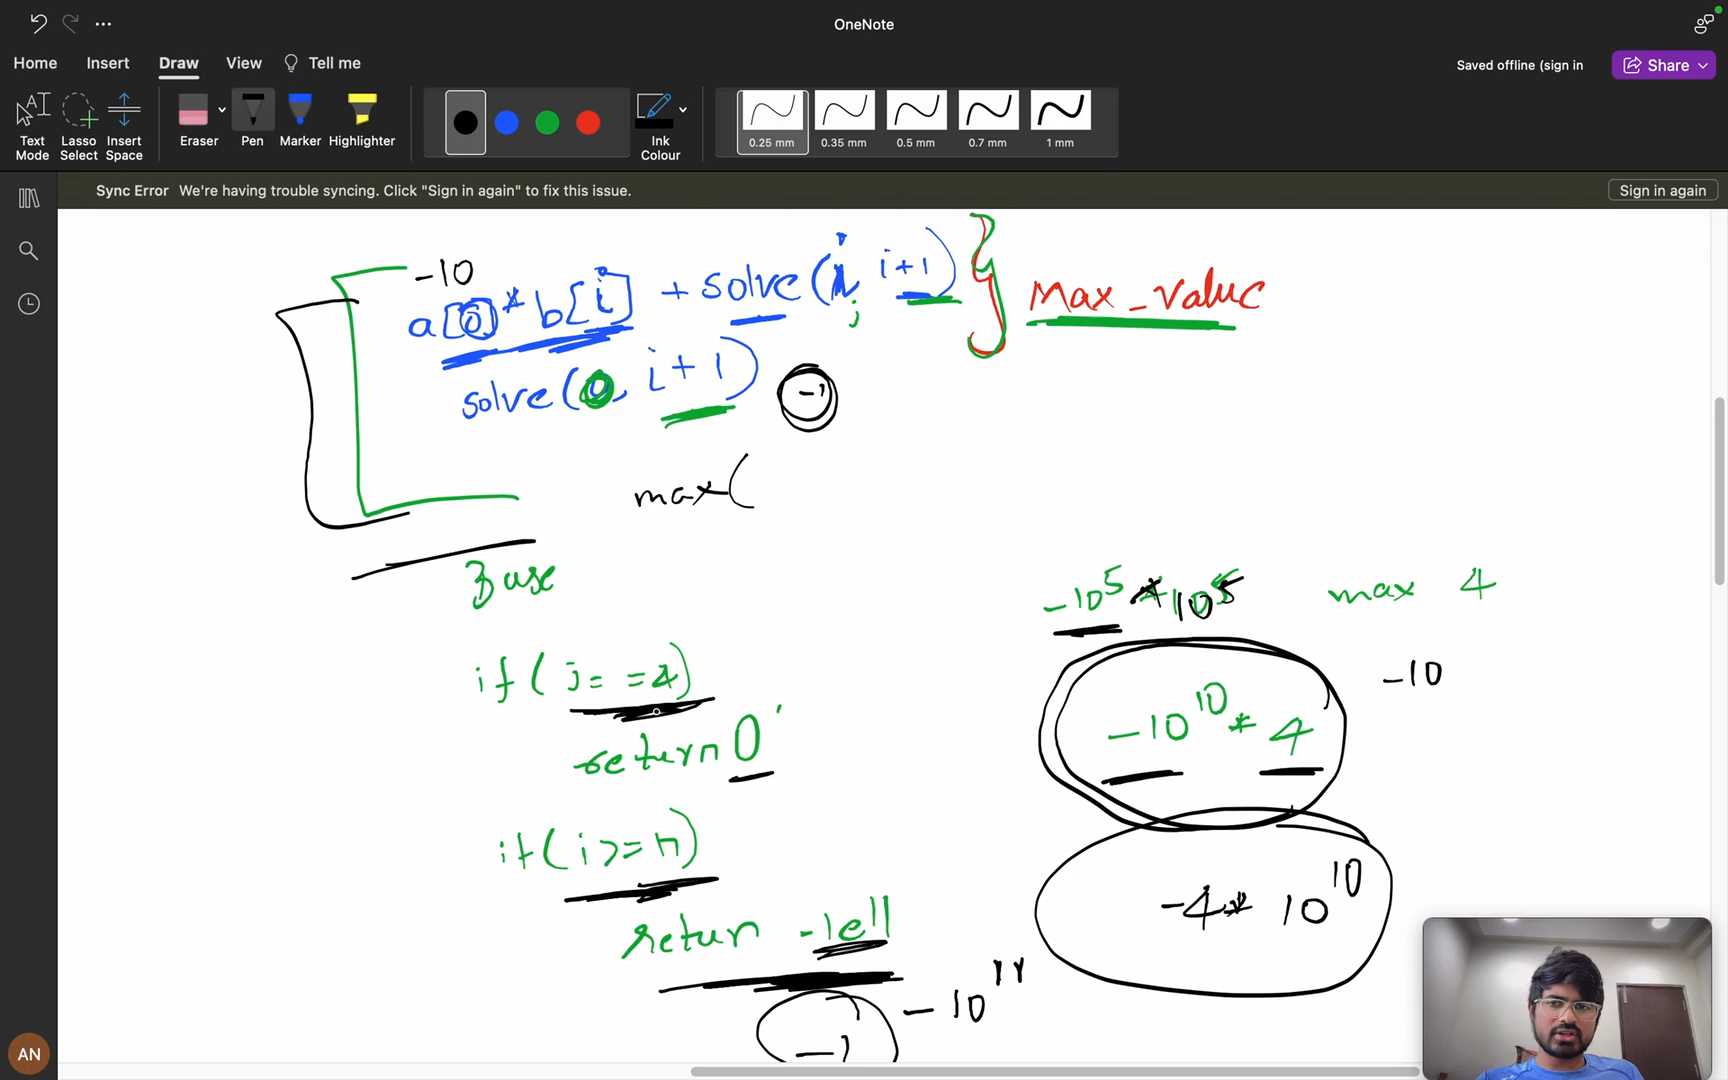 OneNote
Home Insert Draw View Tell me
Saved offline (sign in
Share
Text Mode
Lasso Select
Insert Space
Eraser
Pen
Marker
Highlighter
Ink Colour
0.25 mm
0.35 mm
0.5 mm
0.7 mm
1 mm
Sync Error We're having trouble syncing. Click "Sign in again" to fix this issue.
Sign in again
-10
a[0]*b[i] + solve( i+1)
j
Max_Value
solve(0, i+1)
-1
max(
Base
-10^5 * 10^5
max 4
if(j==4)
-10
-10^10 * 4
return 0
if(i>=n)
-4* 10^10
return -1e11
-10^11
-1
AN